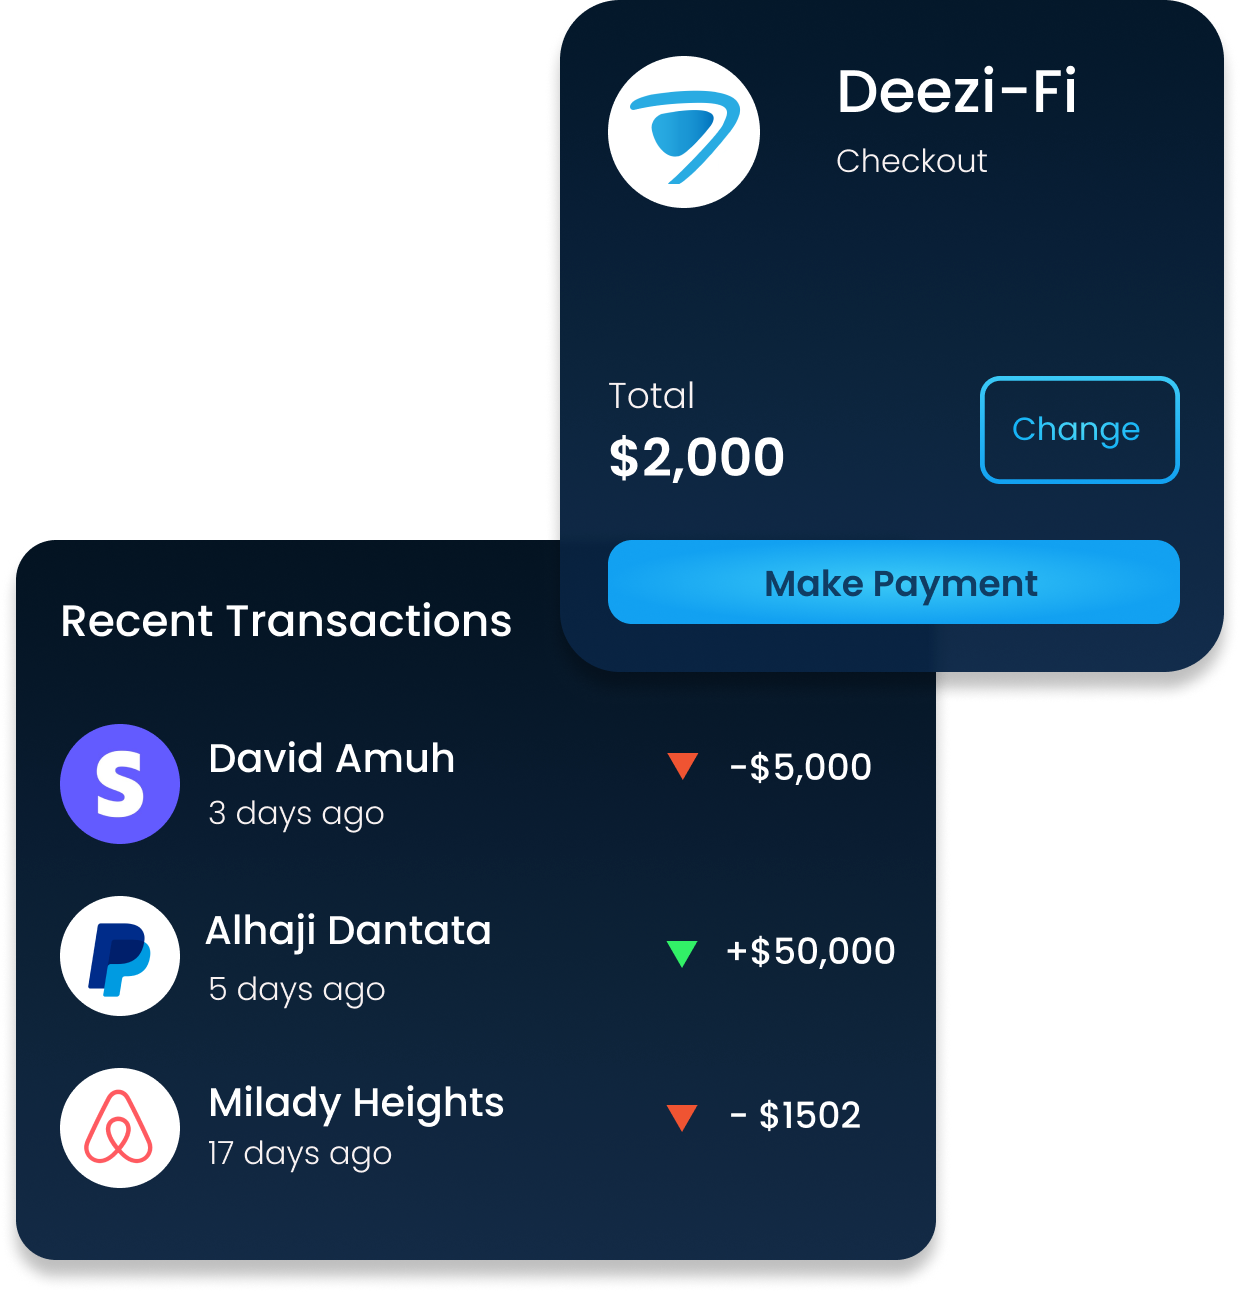 Deezi-Fi
Checkout
Total
$2,000
Change
Make Payment
Recent Transactions
David Amuh
3 days ago
-$5,000
Alhaji Dantata
5 days ago
+$50,000
Milady Heights
17 days ago
- $1502